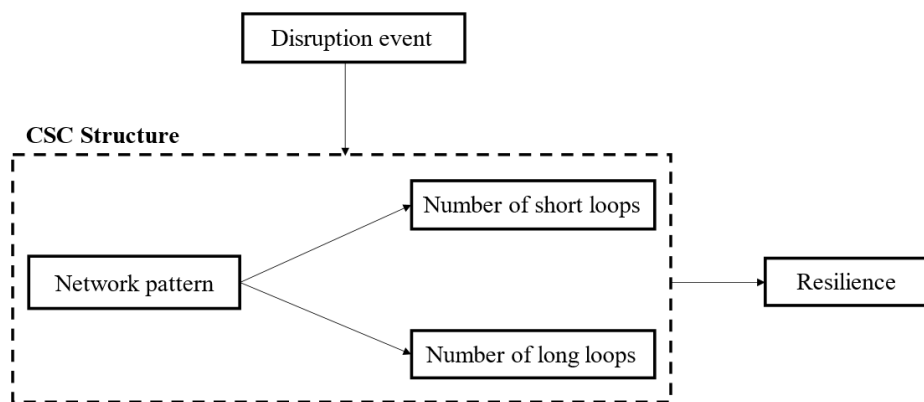 Disruption event
CSC Structure
Number of short loops
Network pattern
Resilience
Number of long loops